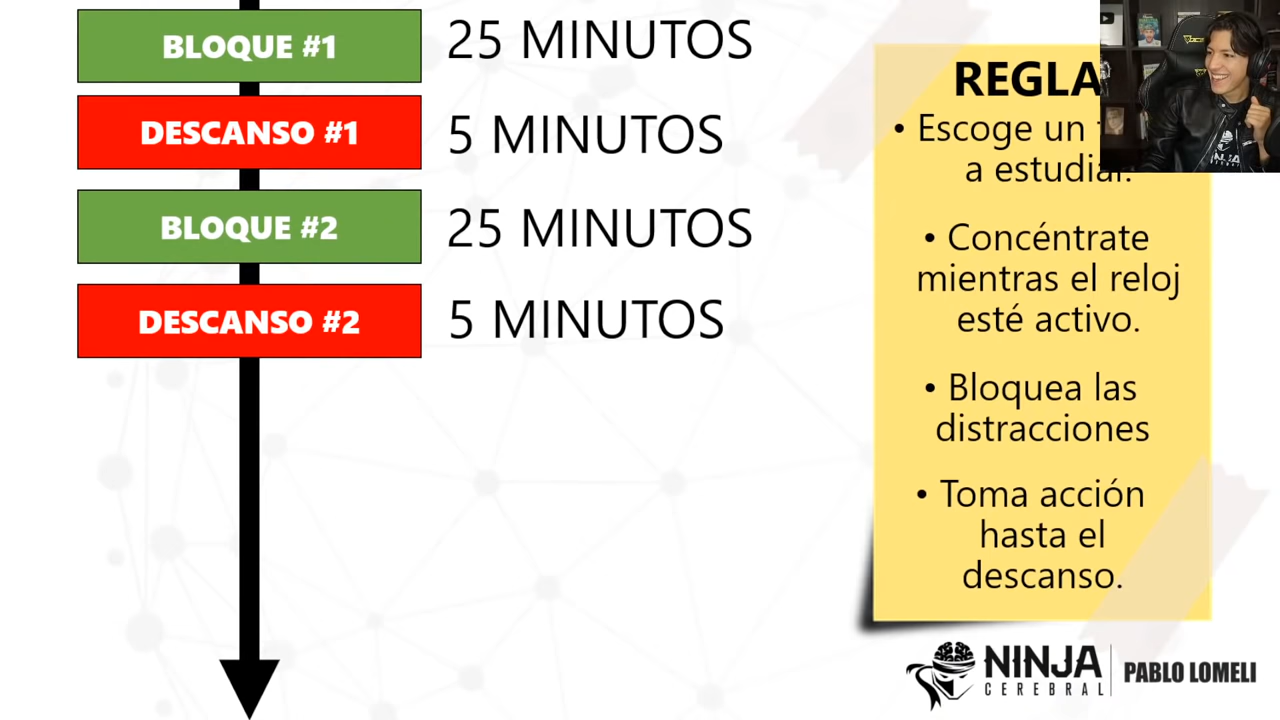 BLOQUE #1
25 MINUTOS
DESCANSO #1
5 MINUTOS
BLOQUE #2
25 MINUTOS
DESCANSO #2
5 MINUTOS
REGLA
• Escoge un
a estudiar.
• Concéntrate
mientras el reloj
esté activo.
• Bloquea las
distracciones
• Toma acción
hasta el
descanso.
NINJA
CEREBRAL
PABLO LOMELI